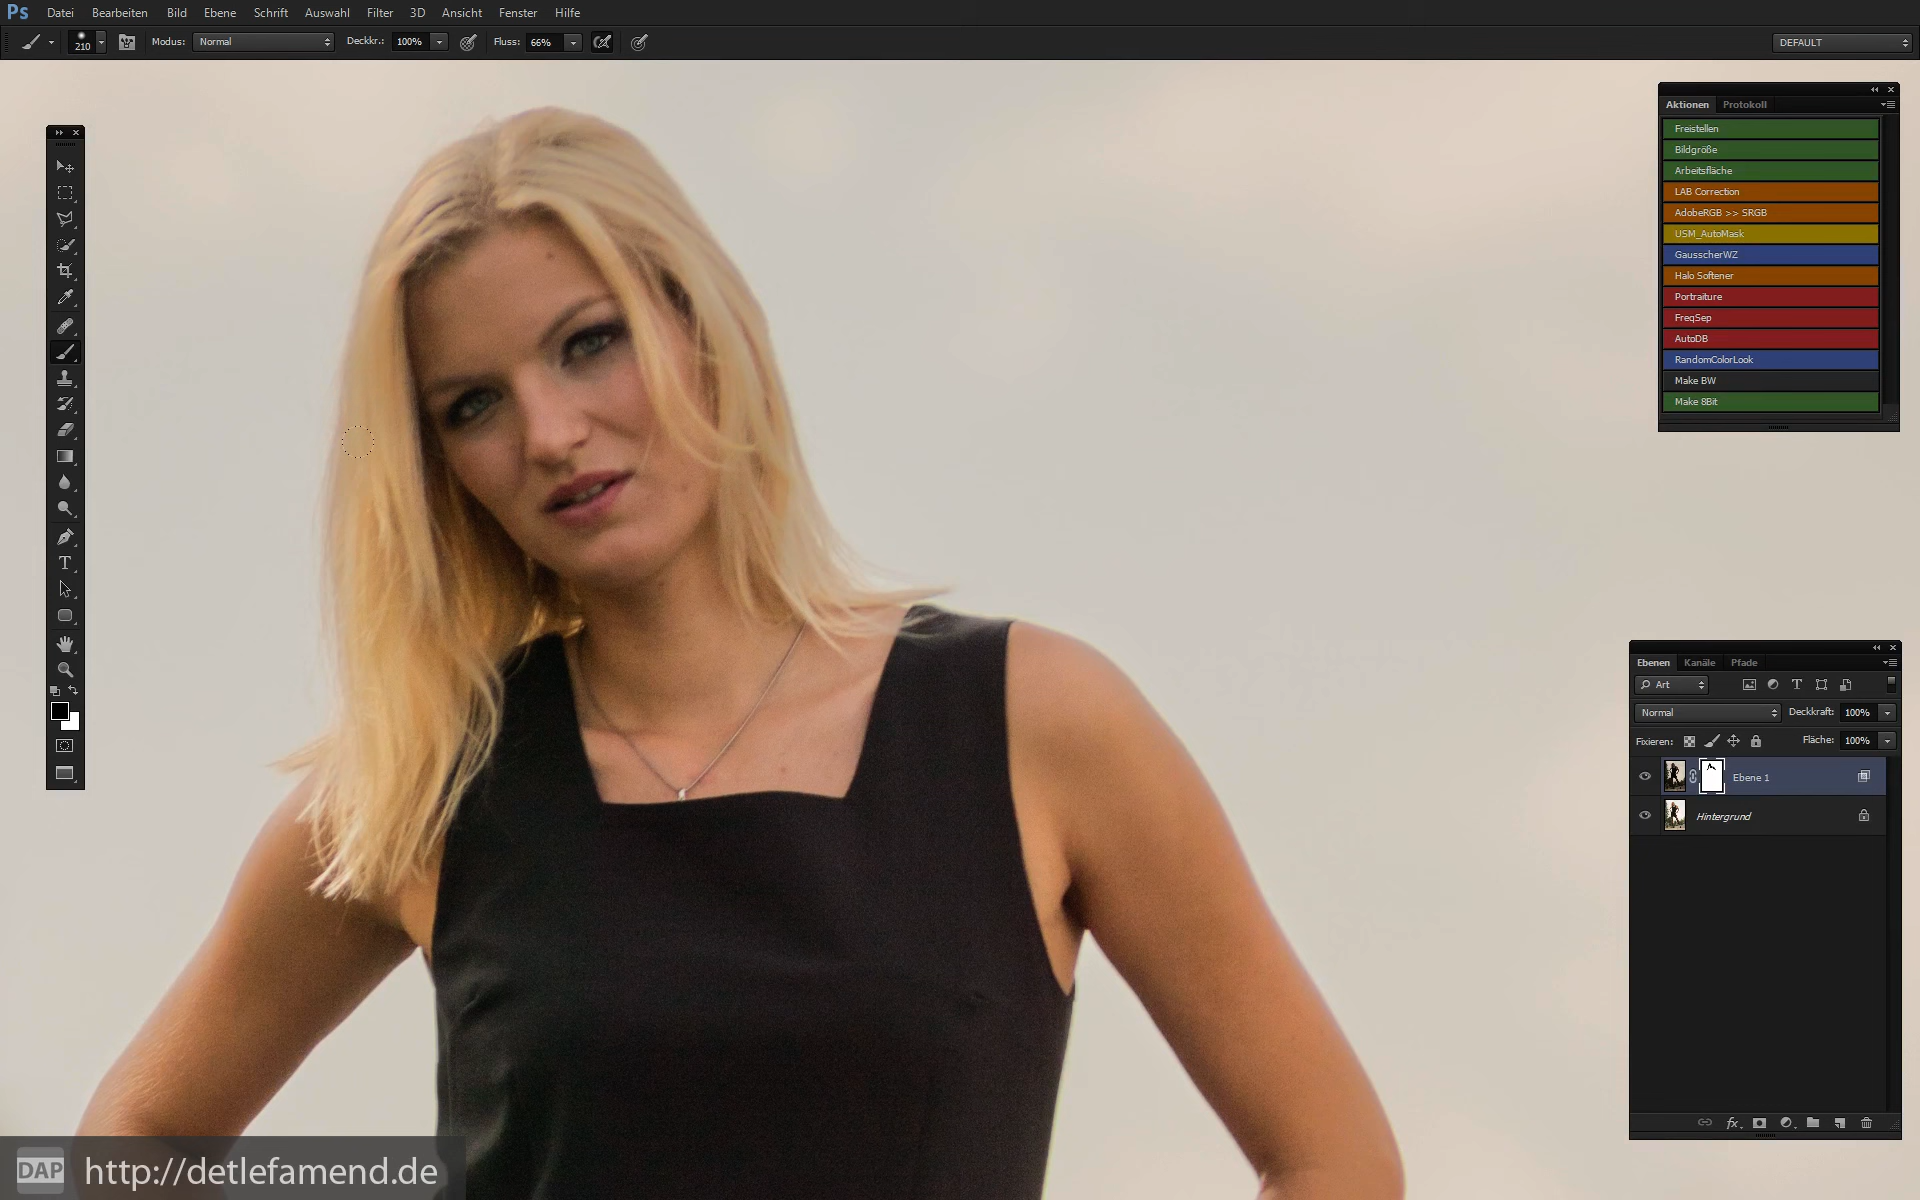 Ps Datei Bearbeiten Bild Ebene Schrift Auswahl Filter 3D Ansicht Fenster Hilfe
210 Modus: Normal Deckkr.: 100% Fluss: 66% DEFAULT
Aktionen Protokoll
Freistellen
Bildgröße
Arbeitsfläche
LAB Correction
AdobeRGB >> SRGB
USM_AutoMask
GausscherWZ
Halo Softener
Portraiture
FreqSep
AutoDB
RandomColorLook
Make BW
Make 8Bit
Ebenen Kanäle Pfade
Art
Normal Deckkraft: 100%
Fixieren: Fläche: 100%
Ebene 1
Hintergrund
fx
DAP http://detlefamend.de